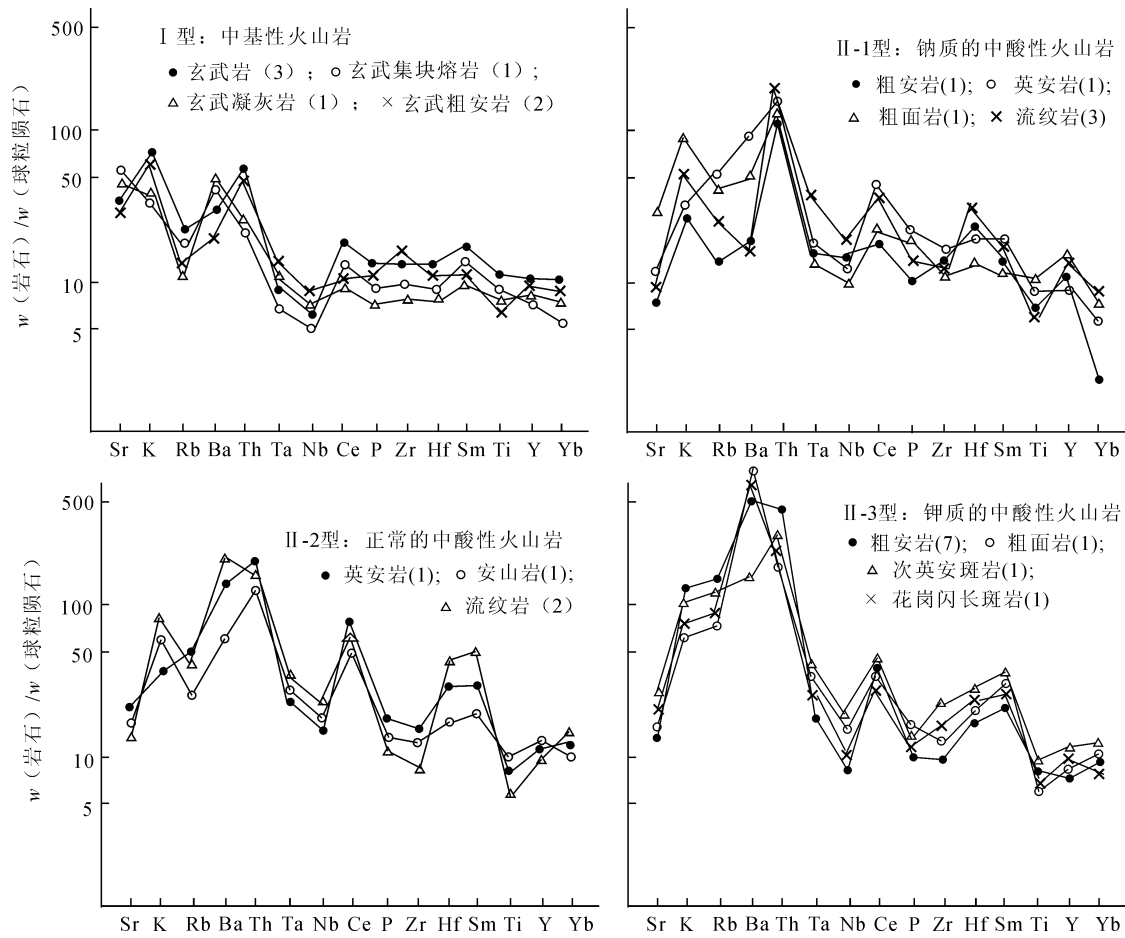 500
100
50
10
5
w（岩石）/w（球粒陨石）
Ⅰ 型：中基性火山岩
● 玄武岩（3）； ○ 玄武集块熔岩（1）;
△ 玄武凝灰岩（1）； × 玄武粗安岩（2）
Sr K Rb Ba Th Ta Nb Ce P Zr Hf Sm Ti Y Yb
Ⅱ-1型：钠质的中酸性火山岩
● 粗安岩(1); ○ 英安岩(1);
△ 粗面岩(1); × 流纹岩(3)
Sr K Rb Ba Th Ta Nb Ce P Zr Hf Sm Ti Y Yb
500
100
50
10
5
w（岩石）/w（球粒陨石）
Ⅱ-2型：正常的中酸性火山岩
● 英安岩(1); ○ 安山岩(1);
△ 流纹岩（2）
Sr K Rb Ba Th Ta Nb Ce P Zr Hf Sm Ti Y Yb
Ⅱ-3型：钾质的中酸性火山岩
● 粗安岩(7); ○ 粗面岩(1);
△ 次英安斑岩(1);
× 花岗闪长斑岩(1)
Sr K Rb Ba Th Ta Nb Ce P Zr Hf Sm Ti Y Yb